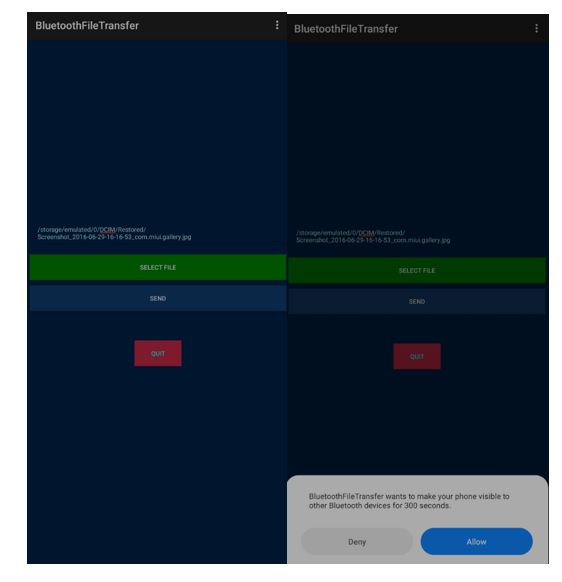 BluetoothFileTransfer
/storage/emulated/0/DCIM/Restored/
Screenshot_2016-06-29-16-16-53_com.miui.gallery.jpg
SELECT FILE
SEND
QUIT
BluetoothFileTransfer
/storage/emulated/0/DCIM/Restored/
Screenshot_2016-06-29-16-16-53_com.miui.gallery.jpg
SELECT FILE
SEND
QUIT
BluetoothFileTransfer wants to make your phone visible to
other Bluetooth devices for 300 seconds.
Deny
Allow